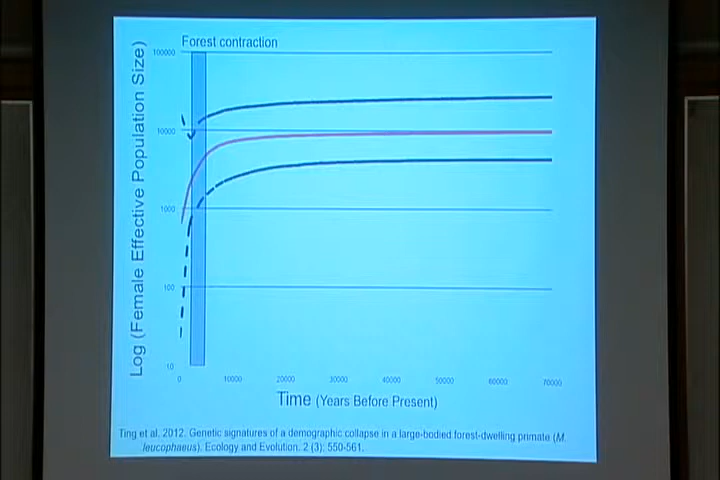 Forest contraction
Log (Female Effective Population Size)
100000
10000
1000
100
10
0 10000 20000 30000 40000 50000 60000 70000
Time (Years Before Present)
Ting et al. 2012. Genetic signatures of a demographic collapse in a large-bodied forest-dwelling primate (M.
leucophaeus). Ecology and Evolution. 2 (3): 550-561.